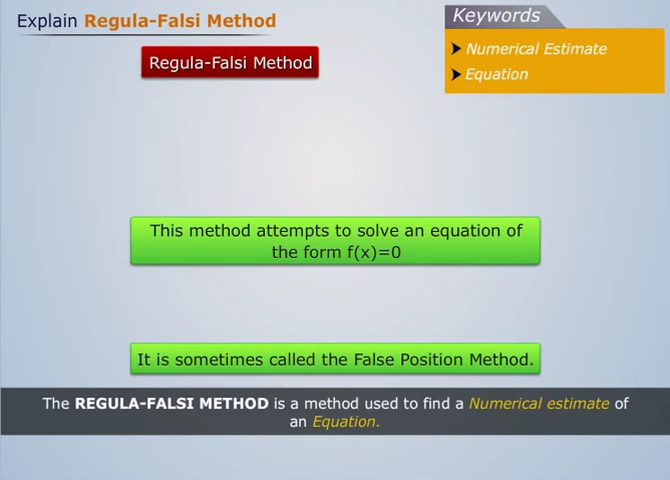 Explain Regula-Falsi Method
Keywords
Regula-Falsi Method
Numerical Estimate
Equation
This method attempts to solve an equation of
the form f(x)=0
It is sometimes called the False Position Method.
The REGULA-FALSI METHOD is a method used to find a Numerical estimate of
an Equation.